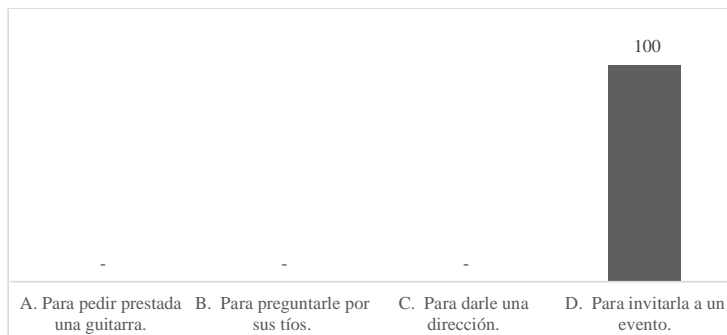 100
- - -
A. Para pedir prestada una guitarra.
B. Para preguntarle por sus tíos.
C. Para darle una dirección.
D. Para invitarla a un evento.